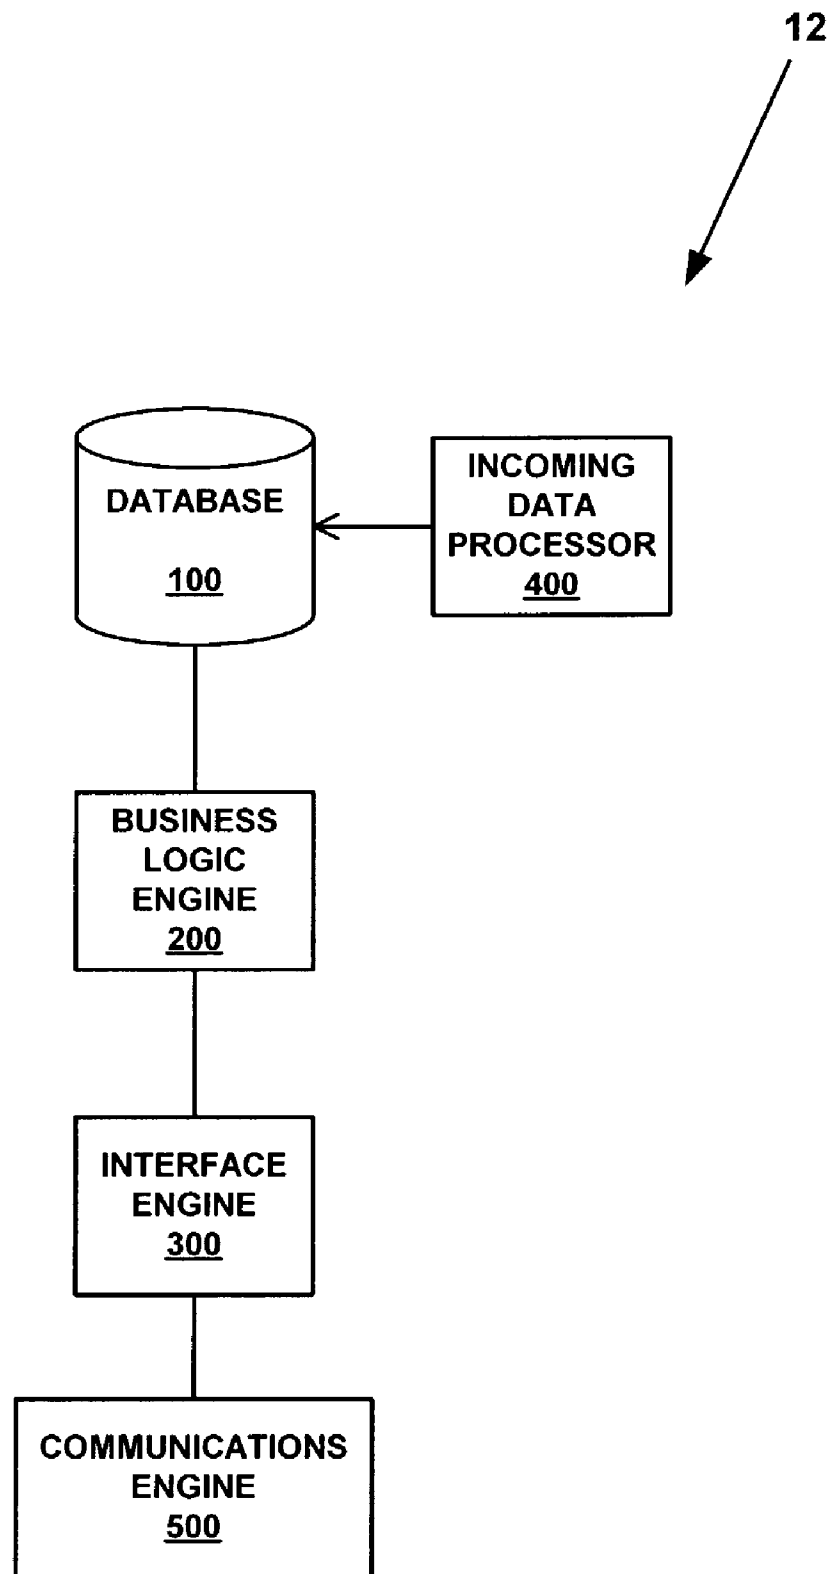 12
DATABASE
100
INCOMING
DATA
PROCESSOR
400
BUSINESS
LOGIC
ENGINE
200
INTERFACE
ENGINE
300
COMMUNICATIONS
ENGINE
500